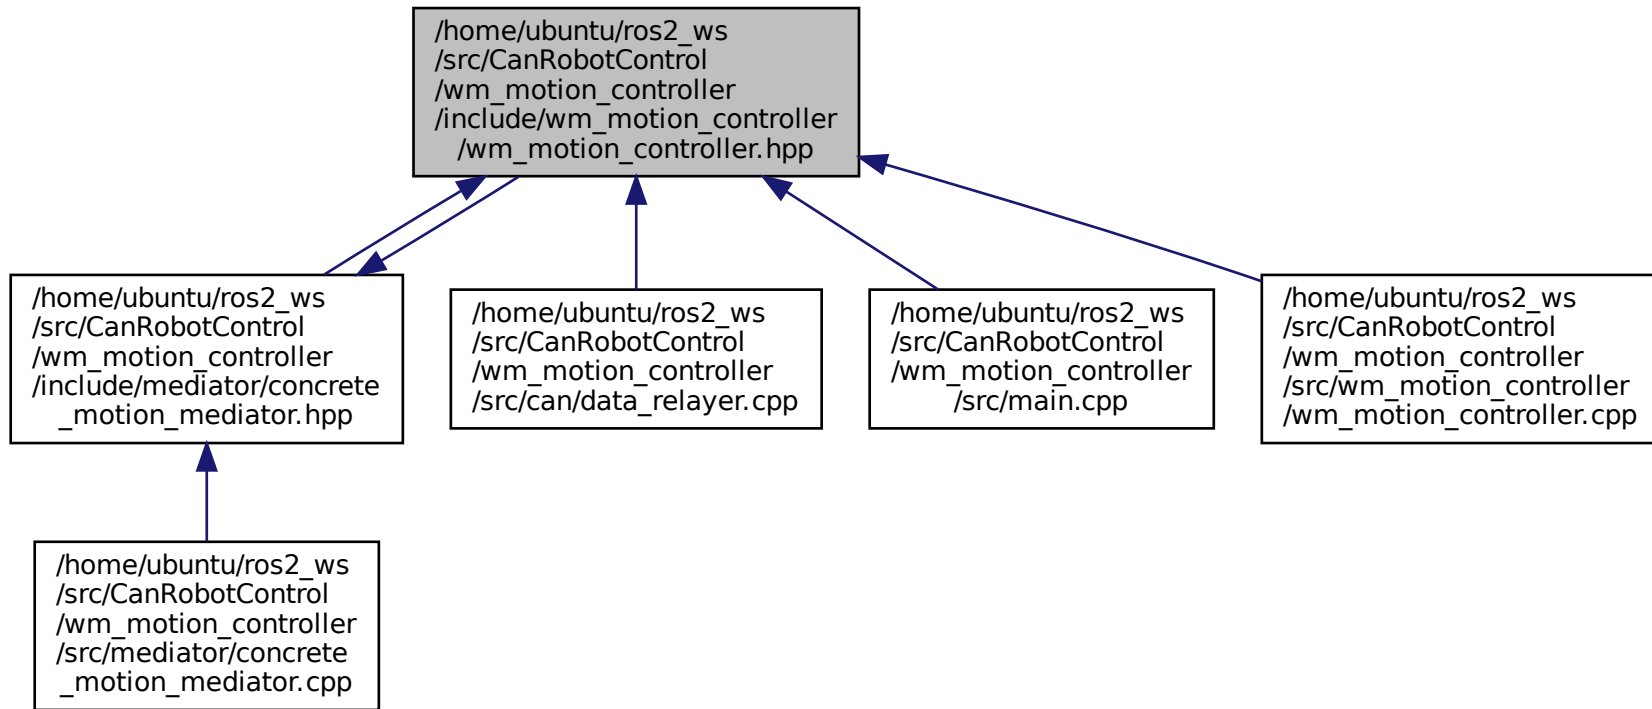 /home/ubuntu/ros2_ws
/src/CanRobotControl
/wm_motion_controller
/include/wm_motion_controller
/wm_motion_controller.hpp
/home/ubuntu/ros2_ws
/src/CanRobotControl
/wm_motion_controller
/include/mediator/concrete
_motion_mediator.hpp
/home/ubuntu/ros2_ws
/src/CanRobotControl
/wm_motion_controller
/src/can/data_relayer.cpp
/home/ubuntu/ros2_ws
/src/CanRobotControl
/wm_motion_controller
/src/main.cpp
/home/ubuntu/ros2_ws
/src/CanRobotControl
/wm_motion_controller
/src/wm_motion_controller
/wm_motion_controller.cpp
/home/ubuntu/ros2_ws
/src/CanRobotControl
/wm_motion_controller
/src/mediator/concrete
_motion_mediator.cpp